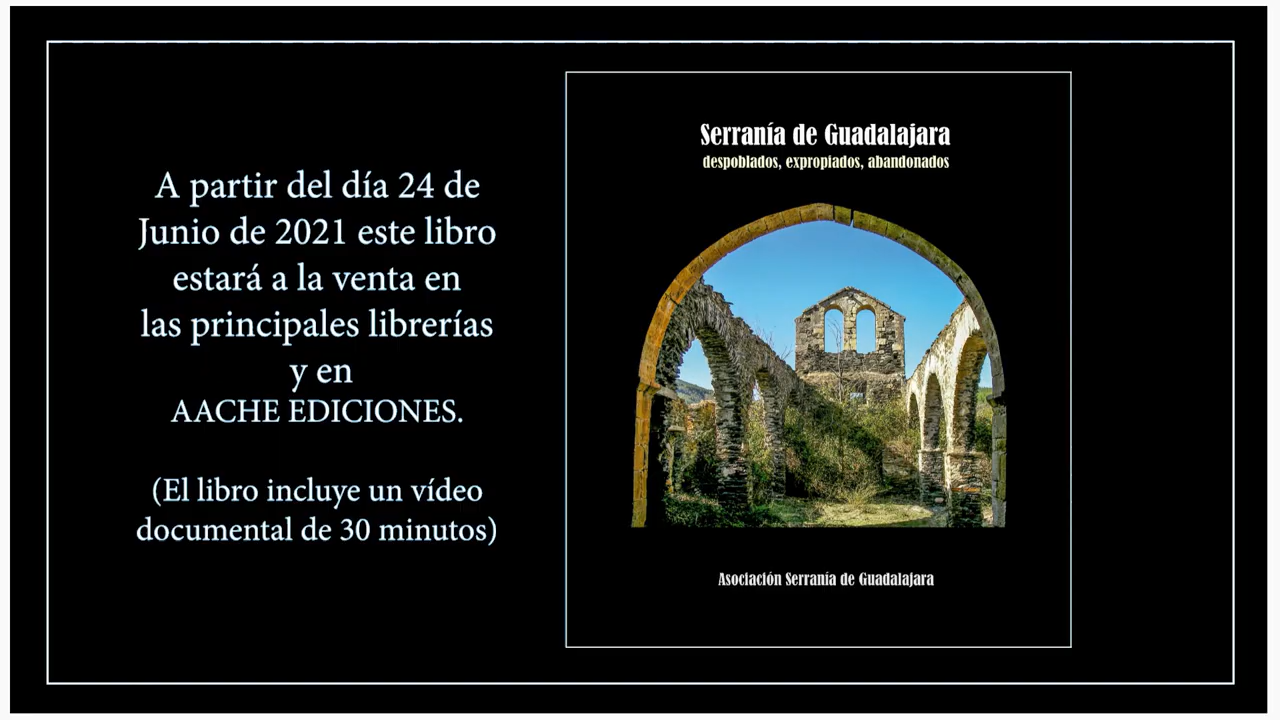 A partir del día 24 de
Junio de 2021 este libro
estará a la venta en
las principales librerías
y en
AACHE EDICIONES.
(El libro incluye un vídeo
documental de 30 minutos)
Serranía de Guadalajara
despoblados, expropiados, abandonados
Asociación Serranía de Guadalajara